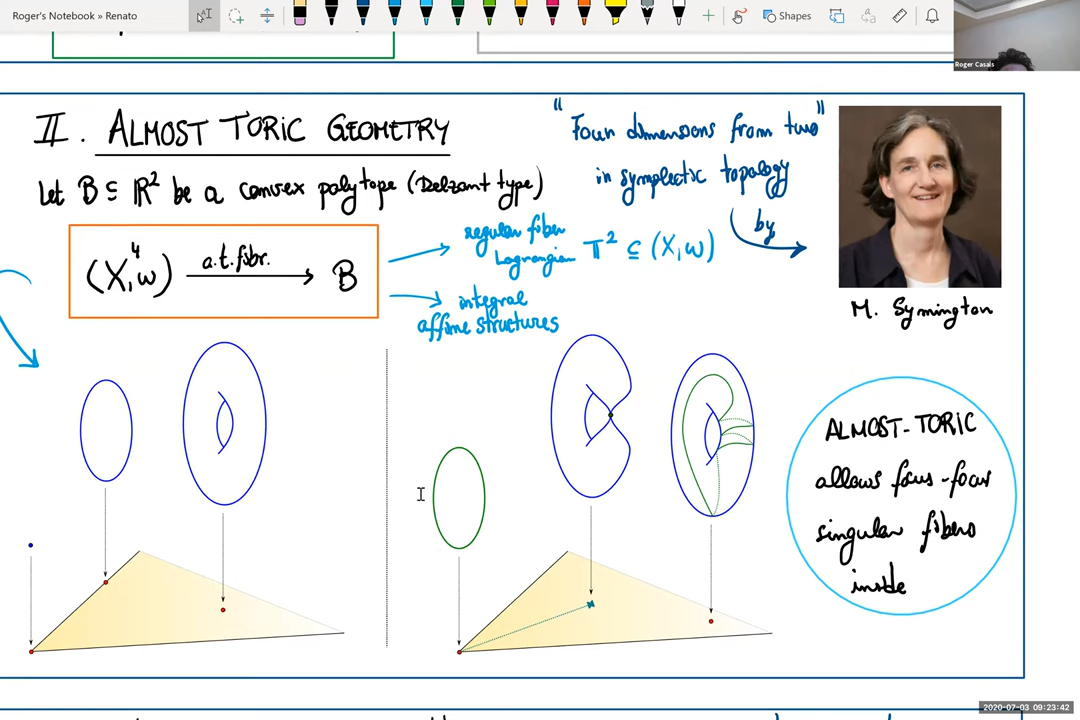 Roger's Notebook » Renato
Shapes
Roger Casals
II. ALMOST TORIC GEOMETRY
Let B ⊆ ℝ² be a convex polytope (Delzant type)
(X⁴, ω) a.t.fibr. B
regular fiber
Lagrangian T² ⊆ (X, ω)
integral
affine structures
"Four dimensions from two"
in symplectic topology
by
M. Symington
ALMOST-TORIC
allows focus-focus
singular fibers
inside
2020-07-03 09:23:42